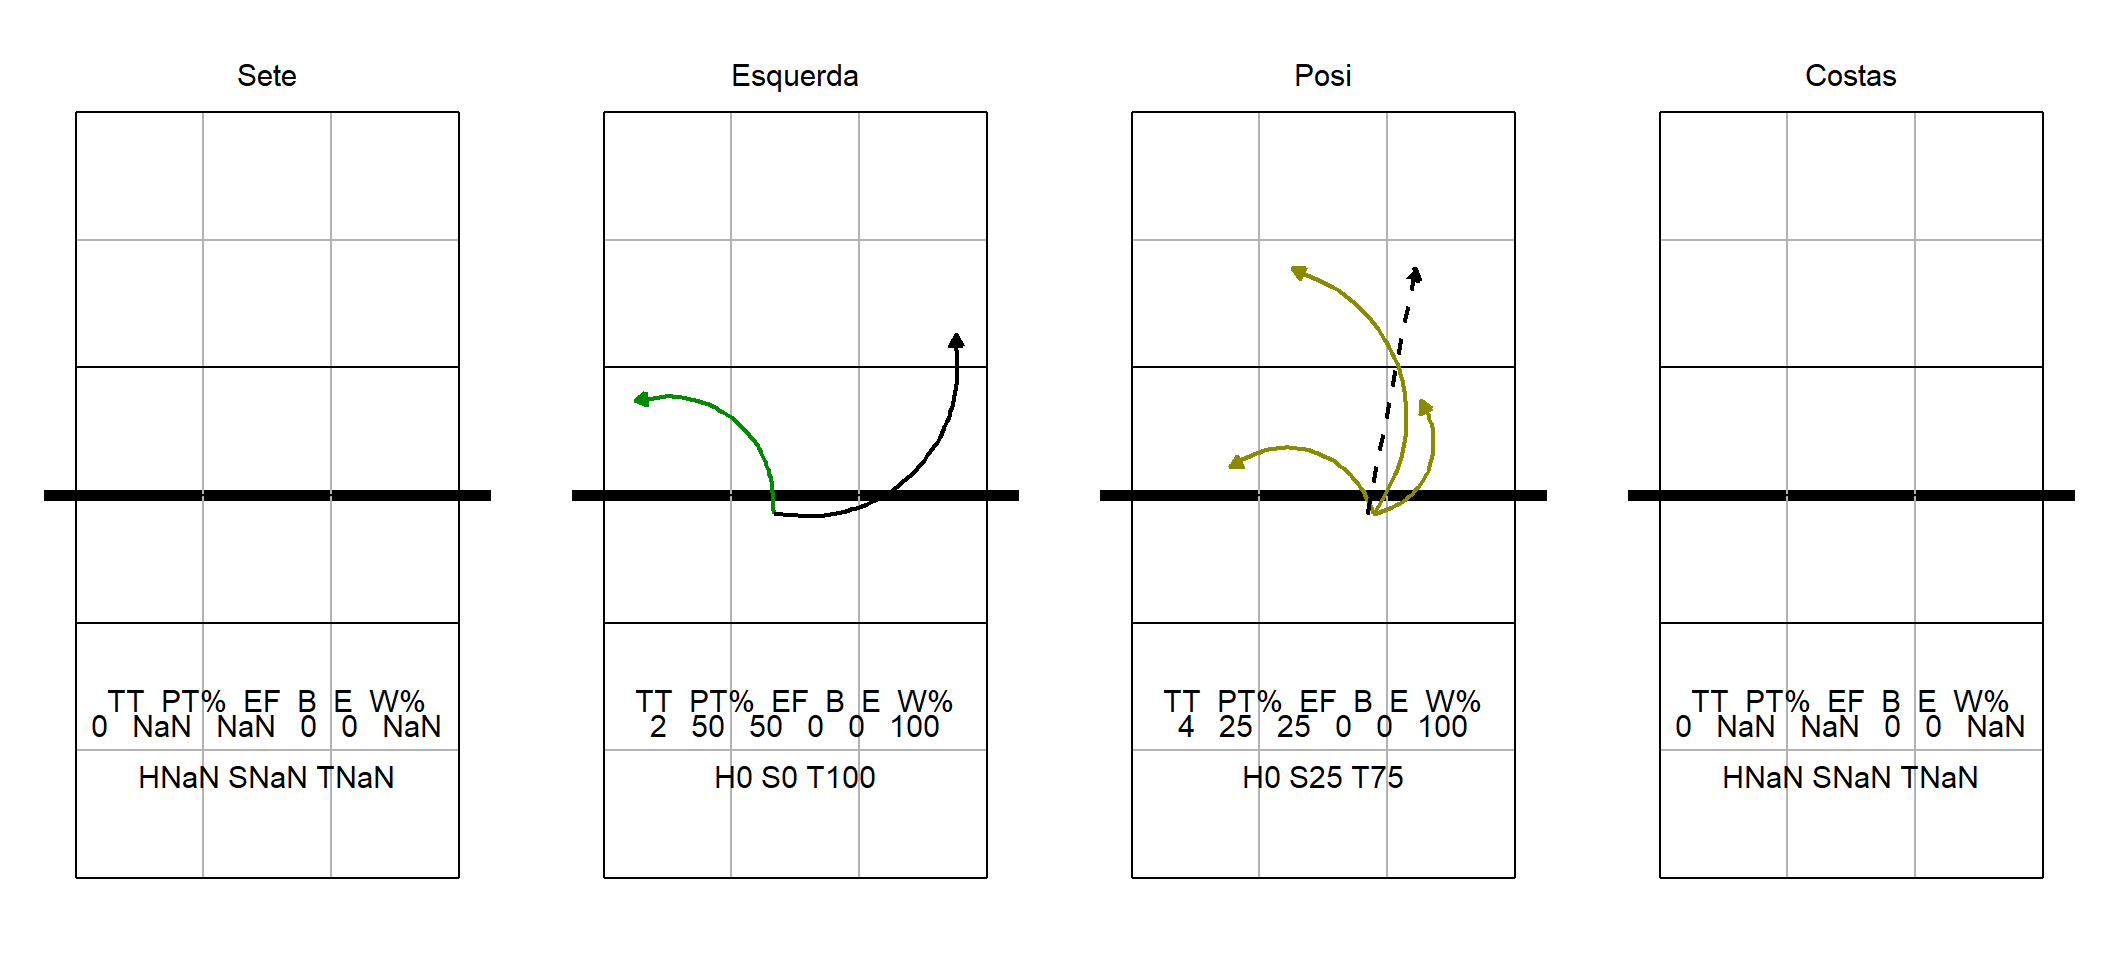 Sete
TT PT% EF B E W%
0 NaN NaN 0 0 NaN
HNaN SNaN TNaN
Esquerda
TT PT% EF B E W%
2 50 50 0 0 100
H0 S0 T100
Posi
TT PT% EF B E W%
4 25 25 0 0 100
H0 S25 T75
Costas
TT PT% EF B E W%
0 NaN NaN 0 0 NaN
HNaN SNaN TNaN